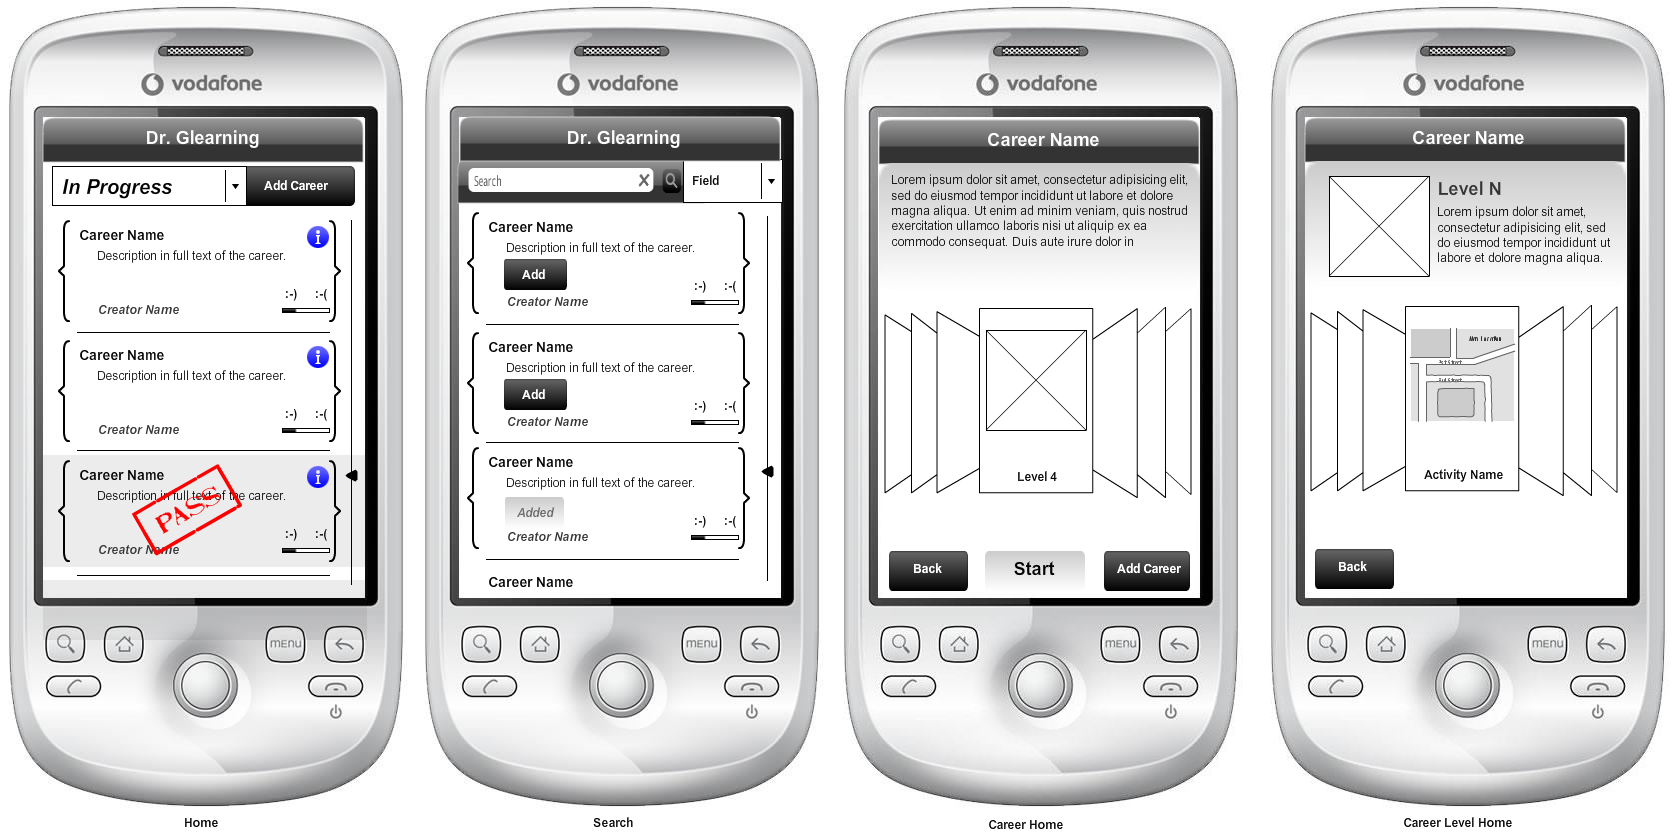 vodafone
Dr. Glearning
In Progress
Add Career
Career Name
Description in full text of the career.
:-) :-(
Creator Name
Career Name
Description in full text of the career.
:-) :-(
Creator Name
Career Name
Description in full text of the career.
PASS
:-) :-(
Creator Name
MENU
Home
vodafone
Dr. Glearning
Search
Field
Career Name
Description in full text of the career.
Add
:-) :-(
Creator Name
Career Name
Description in full text of the career.
Add
:-) :-(
Creator Name
Career Name
Description in full text of the career.
Added
:-) :-(
Creator Name
Career Name
MENU
Search
vodafone
Career Name
Lorem ipsum dolor sit amet, consectetur adipisicing elit,
sed do eiusmod tempor incididunt ut labore et dolore
magna aliqua. Ut enim ad minim veniam, quis nostrud
exercitation ullamco laboris nisi ut aliquip ex ea
commodo consequat. Duis aute irure dolor in
Level 4
Back
Start
Add Career
MENU
Career Home
vodafone
Career Name
Level N
Lorem ipsum dolor sit amet,
consectetur adipisicing elit, sed
do eiusmod tempor incididunt ut
labore et dolore magna aliqua.
Activity Name
Back
MENU
Career Level Home